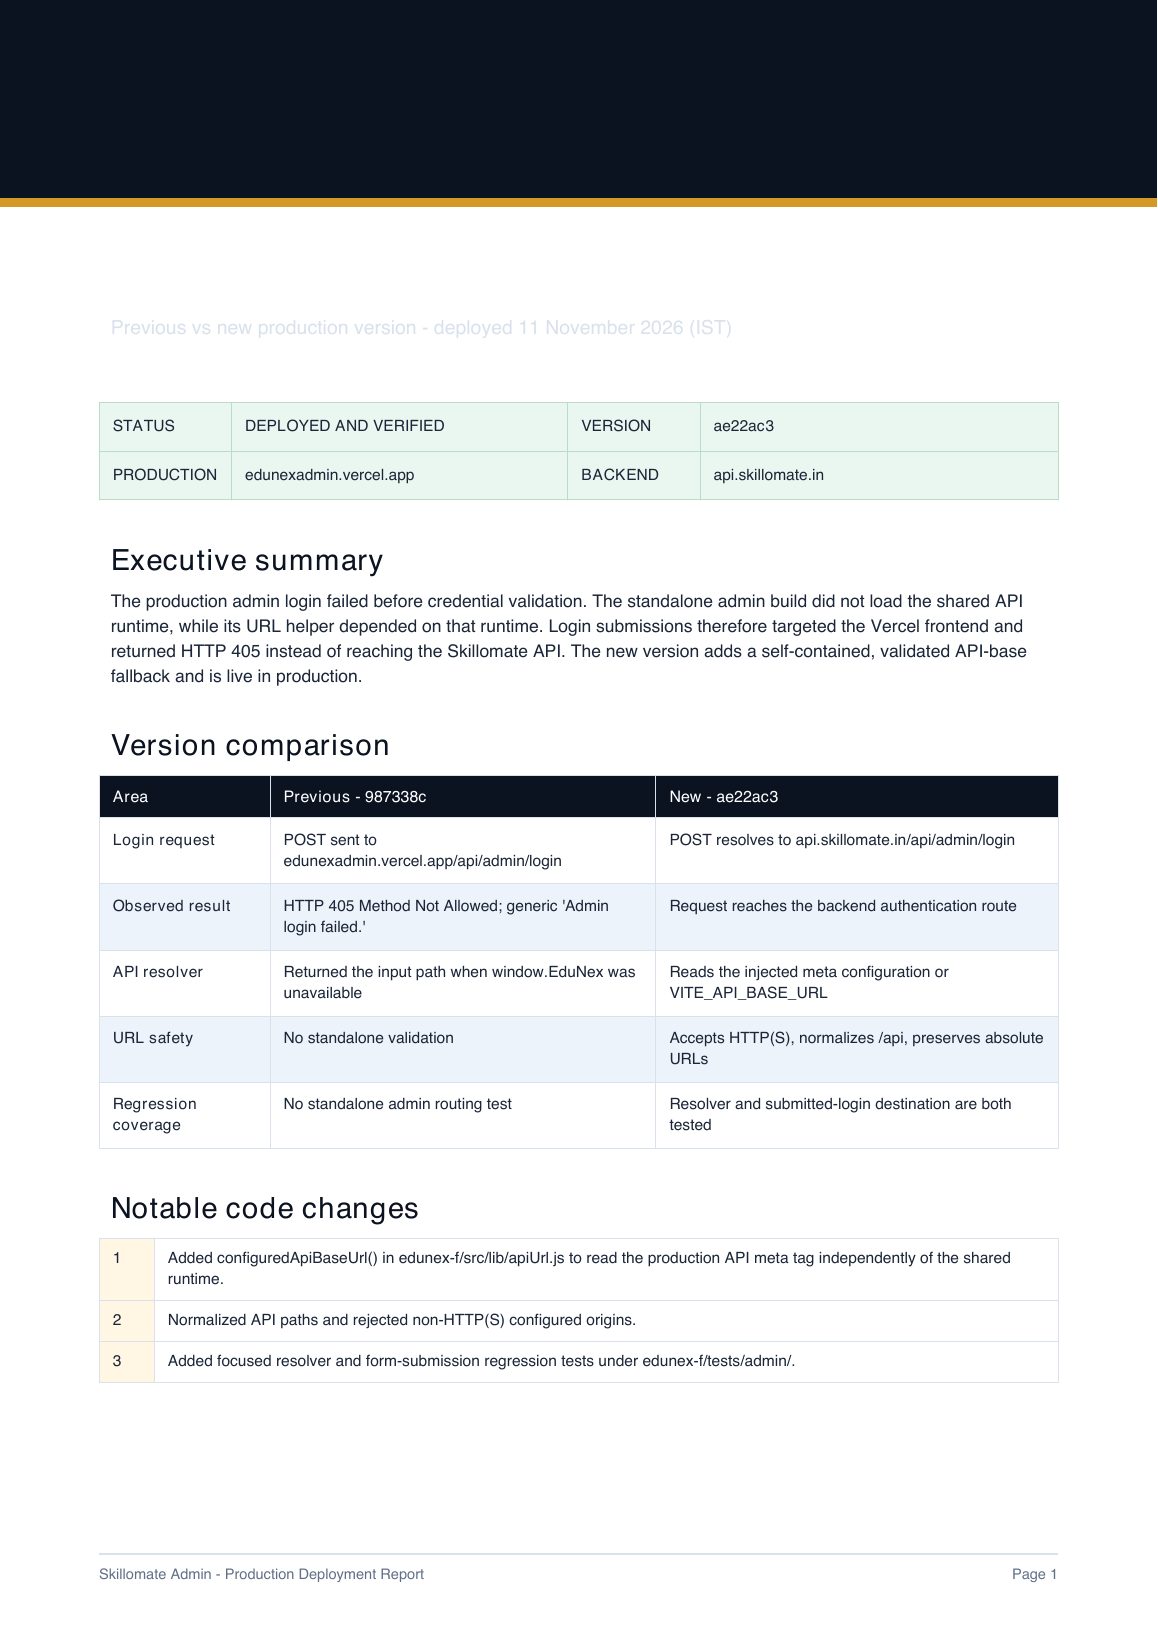 Previous vs new production version - deployed 11 November 2026 (IST)
STATUS DEPLOYED AND VERIFIED VERSION ae22ac3
PRODUCTION edunexadmin.vercel.app BACKEND api.skillomate.in
Executive summary
The production admin login failed before credential validation. The standalone admin build did not load the shared API
runtime, while its URL helper depended on that runtime. Login submissions therefore targeted the Vercel frontend and
returned HTTP 405 instead of reaching the Skillomate API. The new version adds a self-contained, validated API-base
fallback and is live in production.
Version comparison
Area Previous - 987338c New - ae22ac3
Login request POST sent to POST resolves to api.skillomate.in/api/admin/login
edunexadmin.vercel.app/api/admin/login
Observed result HTTP 405 Method Not Allowed; generic 'Admin Request reaches the backend authentication route
login failed.'
API resolver Returned the input path when window.EduNex was Reads the injected meta configuration or
unavailable VITE_API_BASE_URL
URL safety No standalone validation Accepts HTTP(S), normalizes /api, preserves absolute
URLs
Regression No standalone admin routing test Resolver and submitted-login destination are both
coverage tested
Notable code changes
1 Added configuredApiBaseUrl() in edunex-f/src/lib/apiUrl.js to read the production API meta tag independently of the shared
runtime.
2 Normalized API paths and rejected non-HTTP(S) configured origins.
3 Added focused resolver and form-submission regression tests under edunex-f/tests/admin/.
Skillomate Admin - Production Deployment Report Page 1